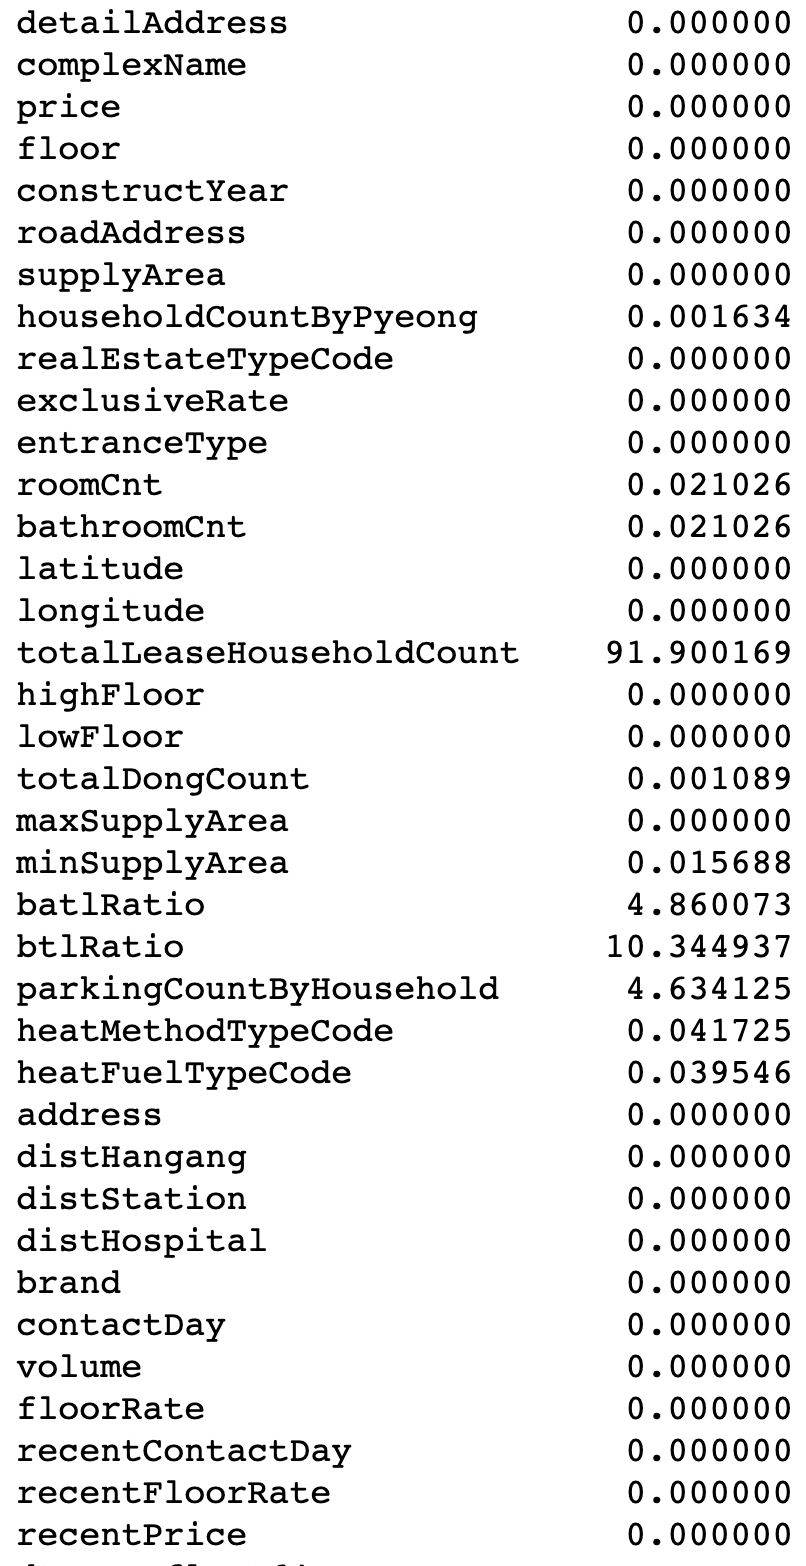 detailAddress 0.000000
complexName 0.000000
price 0.000000
floor 0.000000
constructYear 0.000000
roadAddress 0.000000
supplyArea 0.000000
householdCountByPyeong 0.001634
realEstateTypeCode 0.000000
exclusiveRate 0.000000
entranceType 0.000000
roomCnt 0.021026
bathroomCnt 0.021026
latitude 0.000000
longitude 0.000000
totalLeaseHouseholdCount 91.900169
highFloor 0.000000
lowFloor 0.000000
totalDongCount 0.001089
maxSupplyArea 0.000000
minSupplyArea 0.015688
batlRatio 4.860073
btlRatio 10.344937
parkingCountByHousehold 4.634125
heatMethodTypeCode 0.041725
heatFuelTypeCode 0.039546
address 0.000000
distHangang 0.000000
distStation 0.000000
distHospital 0.000000
brand 0.000000
contactDay 0.000000
volume 0.000000
floorRate 0.000000
recentContactDay 0.000000
recentFloorRate 0.000000
recentPrice 0.000000